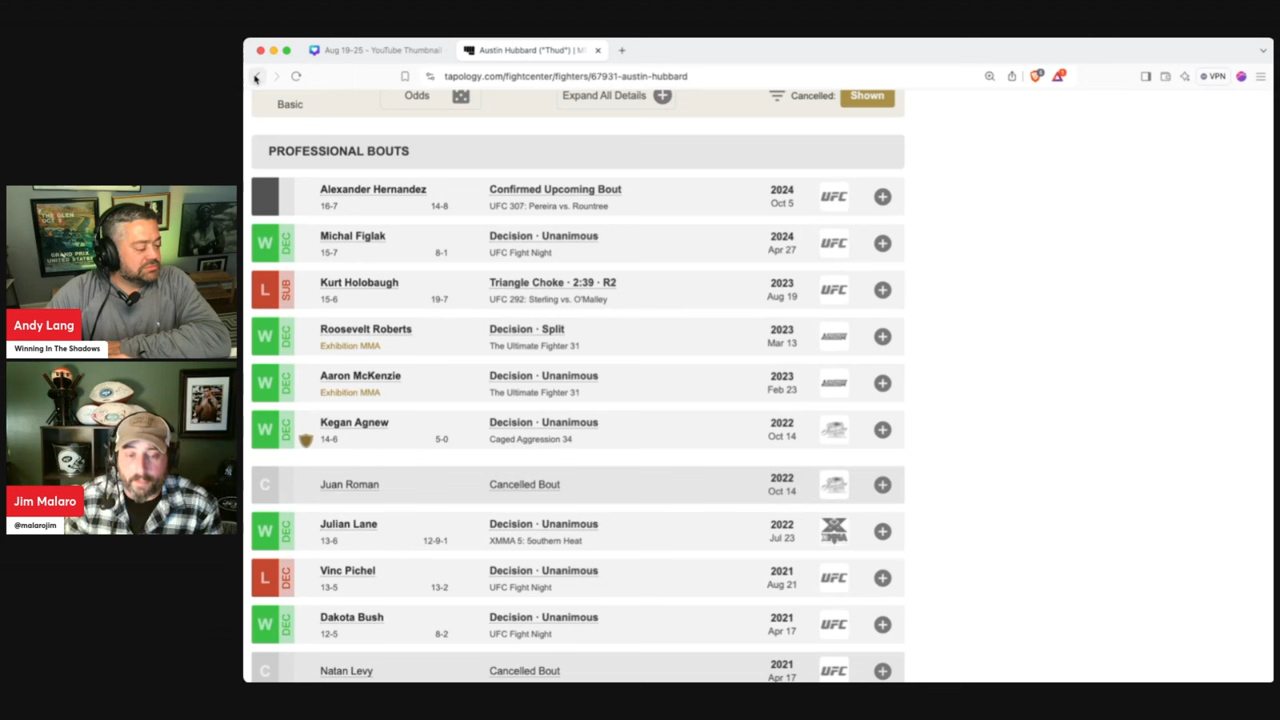 Aug 19-25 - YouTube Thumbnail
Austin Hubbard ("Thud") | M
tapology.com/fightcenter/fighters/67931-austin-hubbard
VPN
Basic
Odds
Expand All Details
Cancelled:
Shown
PROFESSIONAL BOUTS
Alexander Hernandez Confirmed Upcoming Bout 2024
16-7 14-8 UFC 307: Pereira vs. Rountree Oct 5 UFC
W DEC Michal Figlak Decision · Unanimous 2024
15-7 8-1 UFC Fight Night Apr 27 UFC
L SUB Kurt Holobaugh Triangle Choke · 2:39 · R2 2023
15-6 19-7 UFC 292: Sterling vs. O'Malley Aug 19 UFC
W DEC Roosevelt Roberts Decision · Split 2023
Exhibition MMA The Ultimate Fighter 31 Mar 13
W DEC Aaron McKenzie Decision · Unanimous 2023
Exhibition MMA The Ultimate Fighter 31 Feb 23
W DEC Kegan Agnew Decision · Unanimous 2022
14-6 5-0 Caged Aggression 34 Oct 14
C Juan Roman Cancelled Bout 2022
Oct 14
W DEC Julian Lane Decision · Unanimous 2022
13-6 12-9-1 XMMA 5: Southern Heat Jul 23
L DEC Vinc Pichel Decision · Unanimous 2021
13-5 13-2 UFC Fight Night Aug 21 UFC
W DEC Dakota Bush Decision · Unanimous 2021
12-5 8-2 UFC Fight Night Apr 17 UFC
C Natan Levy Cancelled Bout 2021
Apr 17 UFC
THE GLEN
GRAND PRIX
UNITED STATES
Andy Lang
Winning In The Shadows
Jim Malaro
@malarojim